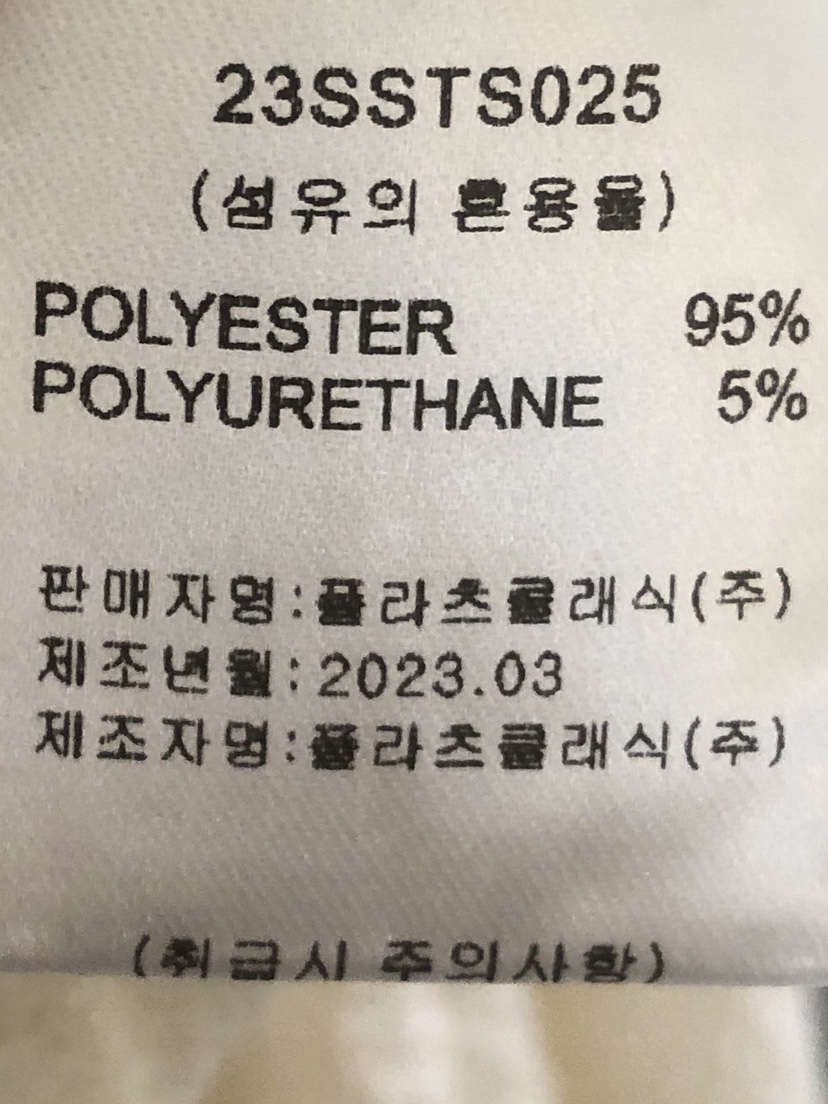 23SSTS025
(섬유의 혼용율)
POLYESTER 95%
POLYURETHANE 5%
판매자명:플라츠클래식(주)
제조년월:2023.03
제조자명:플라츠클래식(주)
(취급시 주의사항)